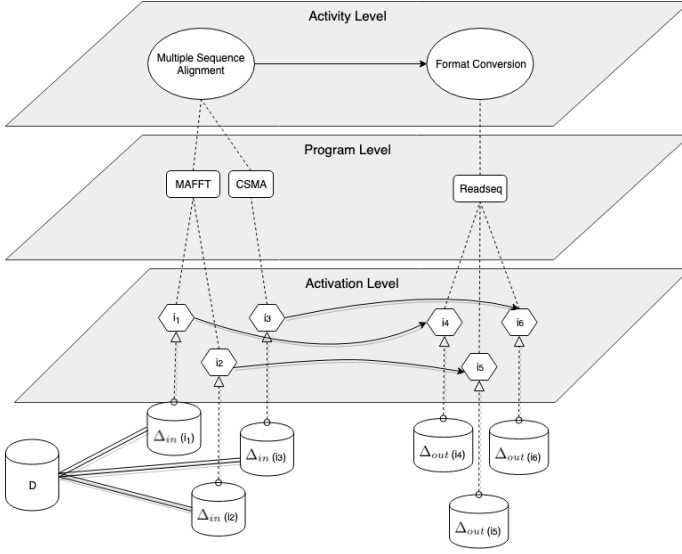 Activity Level
Multiple Sequence
Alignment
Format Conversion
Program Level
MAFFT
CSMA
Readseq
Activation Level
i1
i3
i4
i6
i2
i5
Δin (i1)
Δin (i3)
Δout (i4)
Δout (i6)
D
Δin (i2)
Δout (i5)